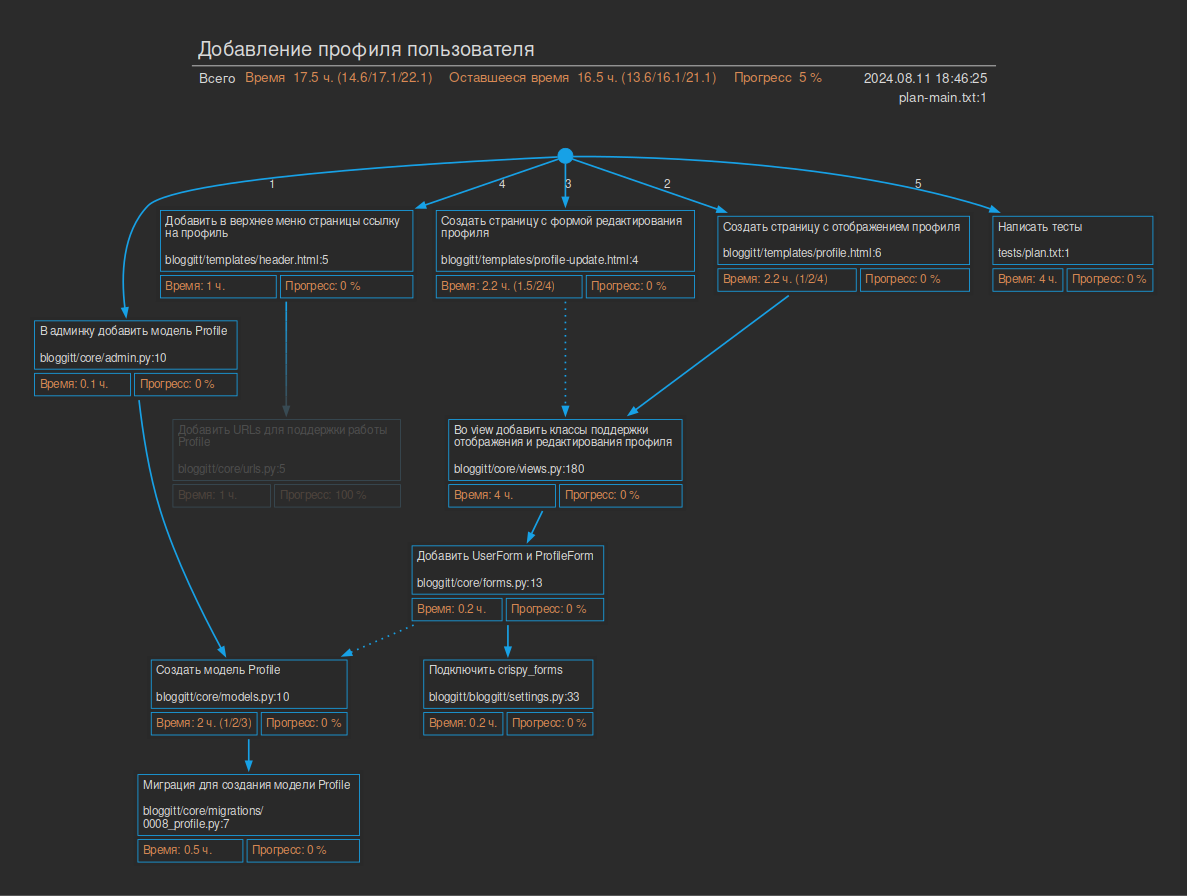 Добавление профиля пользователя
Всего Время 17.5 ч. (14.6/17.1/22.1) Оставшееся время 16.5 ч. (13.6/16.1/21.1) Прогресс 5 % 2024.08.11 18:46:25
plan-main.txt:1
1
4
3
2
5
Добавить в верхнее меню страницы ссылку
на профиль
bloggitt/templates/header.html:5
Время: 1 ч. Прогресс: 0 %
Создать страницу с формой редактирования
профиля
bloggitt/templates/profile-update.html:4
Время: 2.2 ч. (1.5/2/4) Прогресс: 0 %
Создать страницу с отображением профиля
bloggitt/templates/profile.html:6
Время: 2.2 ч. (1/2/4) Прогресс: 0 %
Написать тесты
tests/plan.txt:1
Время: 4 ч. Прогресс: 0 %
В админку добавить модель Profile
bloggitt/core/admin.py:10
Время: 0.1 ч. Прогресс: 0 %
Добавить URLs для поддержки работы
Profile
bloggitt/core/urls.py:5
Время: 1 ч. Прогресс: 100 %
Во view добавить классы поддержки
отображения и редактирования профиля
bloggitt/core/views.py:180
Время: 4 ч. Прогресс: 0 %
Добавить UserForm и ProfileForm
bloggitt/core/forms.py:13
Время: 0.2 ч. Прогресс: 0 %
Создать модель Profile
bloggitt/core/models.py:10
Время: 2 ч. (1/2/3) Прогресс: 0 %
Подключить crispy_forms
bloggitt/bloggitt/settings.py:33
Время: 0.2 ч. Прогресс: 0 %
Миграция для создания модели Profile
bloggitt/core/migrations/
0008_profile.py:7
Время: 0.5 ч. Прогресс: 0 %